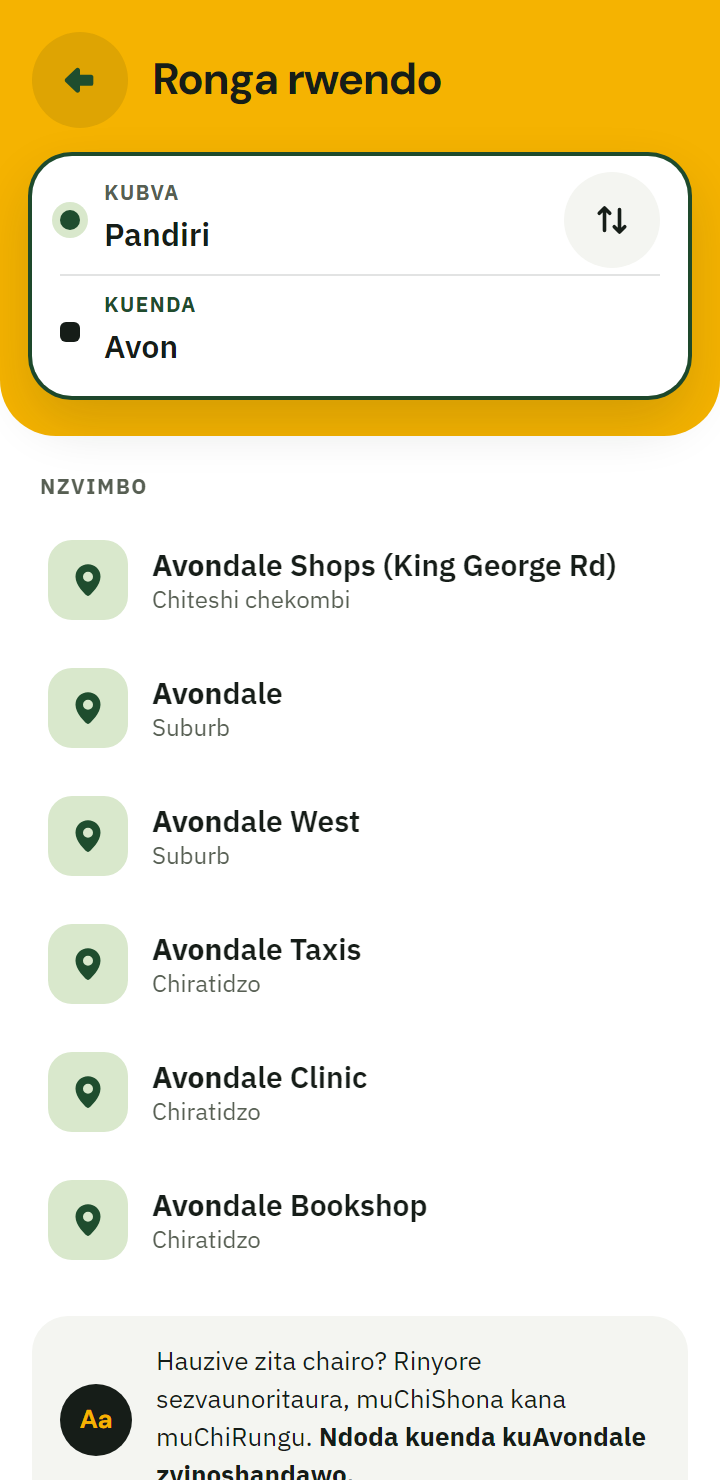 Ronga rwendo
KUBVA
Pandiri
KUENDA
Avon
NZVIMBO
Avondale Shops (King George Rd)
Chiteshi chekombi
Avondale
Suburb
Avondale West
Suburb
Avondale Taxis
Chiratidzo
Avondale Clinic
Chiratidzo
Avondale Bookshop
Chiratidzo
Aa
Hauzive zita chairo? Rinyore
sezvaunoritaura, muChiShona kana
muChiRungu. Ndoda kuenda kuAvondale
zvinoshandawo.